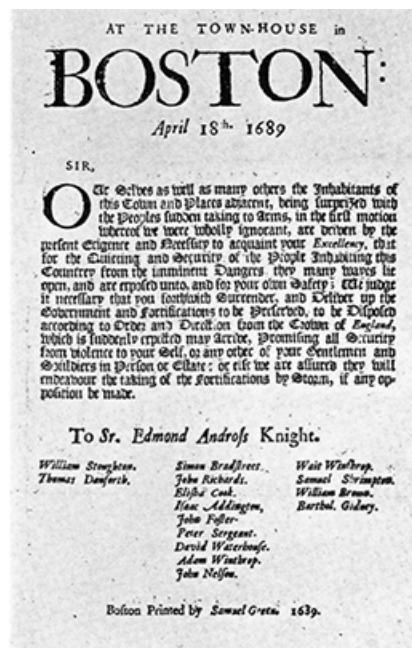 AT THE TOWN-HOUSE in
BOSTON:
April 18th. 1689
SIR,
OUr Selves as well as many others the Inhabitants of
this Town and Places adjacent, being surprized with
the Peoples sudden taking to Arms, in the first motion
whereof we were wholly ignorant, are driven by the
present Exigence and Necessity to acquaint your Excellency, that
for the Quieting and Security of the People Inhabiting this
Countrey from the imminent Dangers they many wayes lie
open, and are exposed unto, and for your own Safety; We judge
it necessary that you forthwith Surrender, and Deliver up the
Government and Fortifications to be Preserved, to be Disposed
according to Order and Direction from the Crown of England,
which is suddenly expected may Arrive, Promising all Security
from violence to your Self, or any other of your Gentlemen and
Souldiers in Person or Estate: or else we are assured they will
endeavour the taking of the Fortifications by Storm, if any op-
position be made.
To Sr. Edmond Andross Knight.
William Stoughton. Simon Bradstreet. Wait Winthrop.
Thomas Danforth. John Richards. Samuel Shrimpton.
Elisha Cook. William Brown.
Isaac Addington, Barthol. Gidney.
John Foster.
Peter Sergeant.
David Waterhouse.
Adam Winthrop.
John Nelson.
Boston Printed by Samuel Green. 1689.